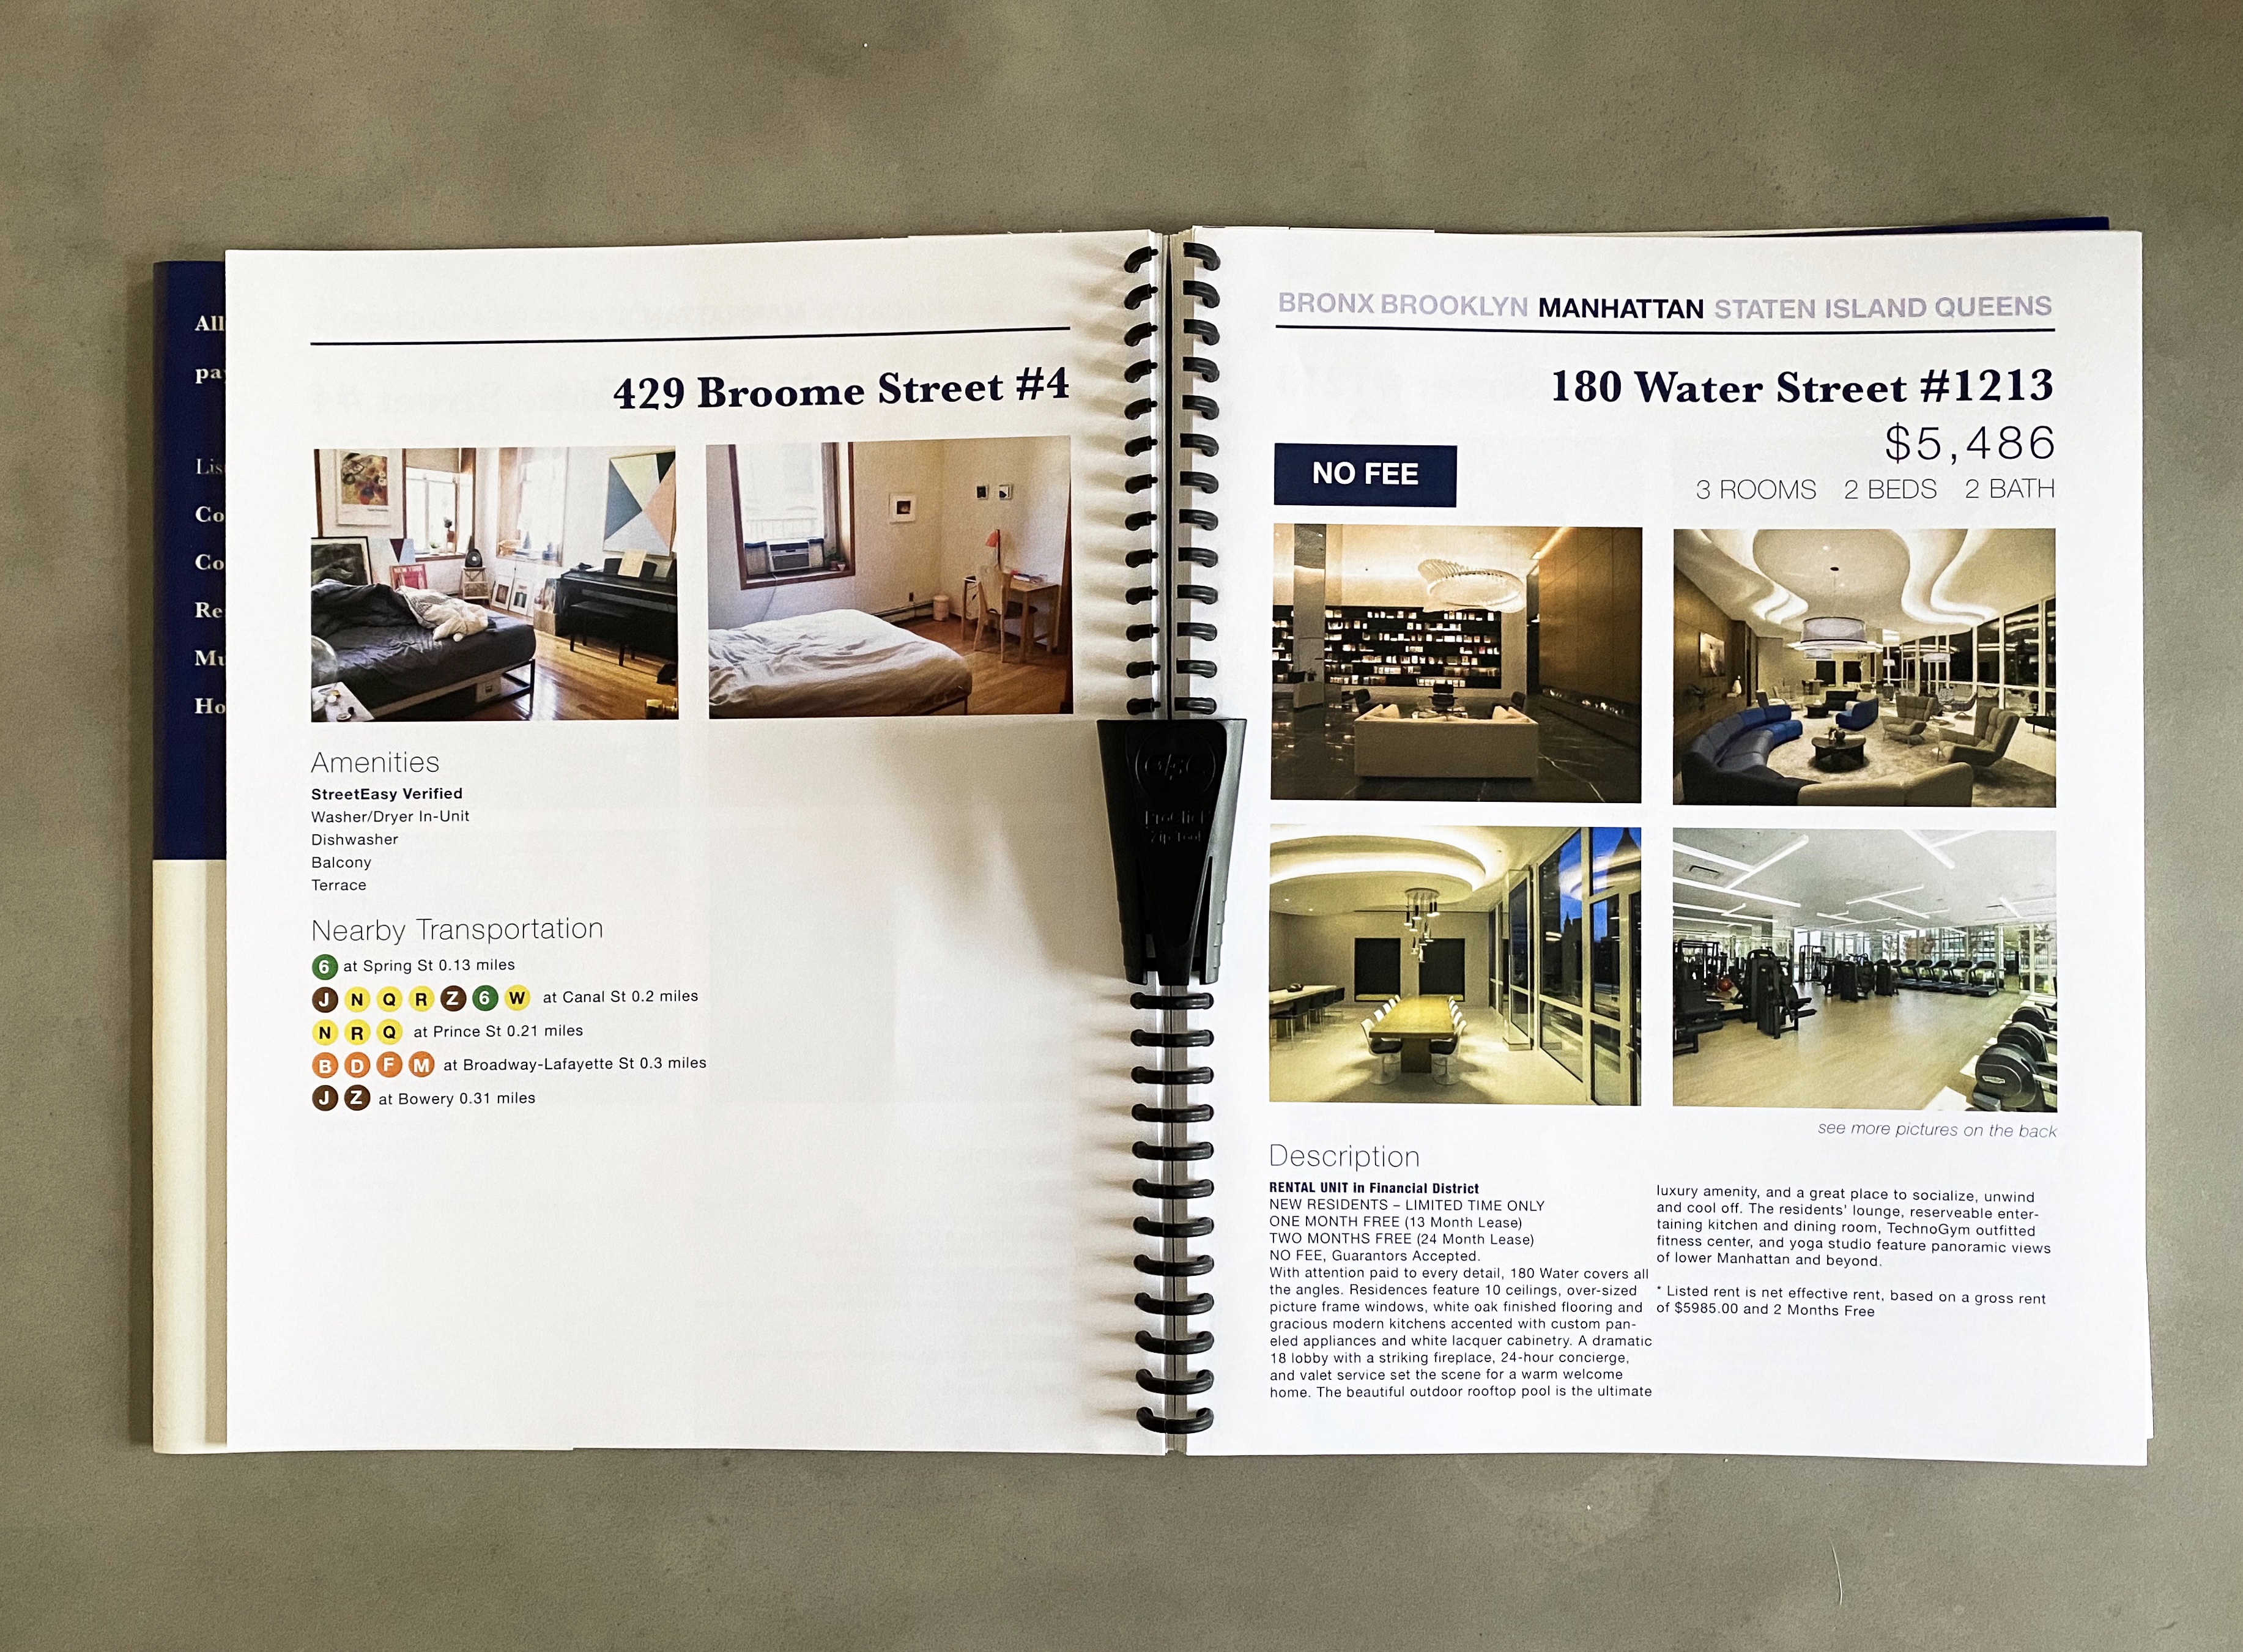 All
pa
Lis
Co
Co
Re
Mu
Ho
429 Broome Street #4
Amenities
StreetEasy Verified
Washer/Dryer In-Unit
Dishwasher
Balcony
Terrace
Nearby Transportation
6 at Spring St 0.13 miles
J N Q R Z 6 W at Canal St 0.2 miles
N R Q at Prince St 0.21 miles
B D F M at Broadway-Lafayette St 0.3 miles
J Z at Bowery 0.31 miles
GBC
ProClick
BRONX BROOKLYN MANHATTAN STATEN ISLAND QUEENS
180 Water Street #1213
$5,486
NO FEE
3 ROOMS 2 BEDS 2 BATH
see more pictures on the back
Description
RENTAL UNIT in Financial District
NEW RESIDENTS – LIMITED TIME ONLY
ONE MONTH FREE (13 Month Lease)
TWO MONTHS FREE (24 Month Lease)
NO FEE, Guarantors Accepted.
With attention paid to every detail, 180 Water covers all
the angles. Residences feature 10 ceilings, over-sized
picture frame windows, white oak finished flooring and
gracious modern kitchens accented with custom pan-
eled appliances and white lacquer cabinetry. A dramatic
18 lobby with a striking fireplace, 24-hour concierge,
and valet service set the scene for a warm welcome
home. The beautiful outdoor rooftop pool is the ultimate
luxury amenity, and a great place to socialize, unwind
and cool off. The residents' lounge, reserveable enter-
taining kitchen and dining room, TechnoGym outfitted
fitness center, and yoga studio feature panoramic views
of lower Manhattan and beyond.
* Listed rent is net effective rent, based on a gross rent
of $5985.00 and 2 Months Free